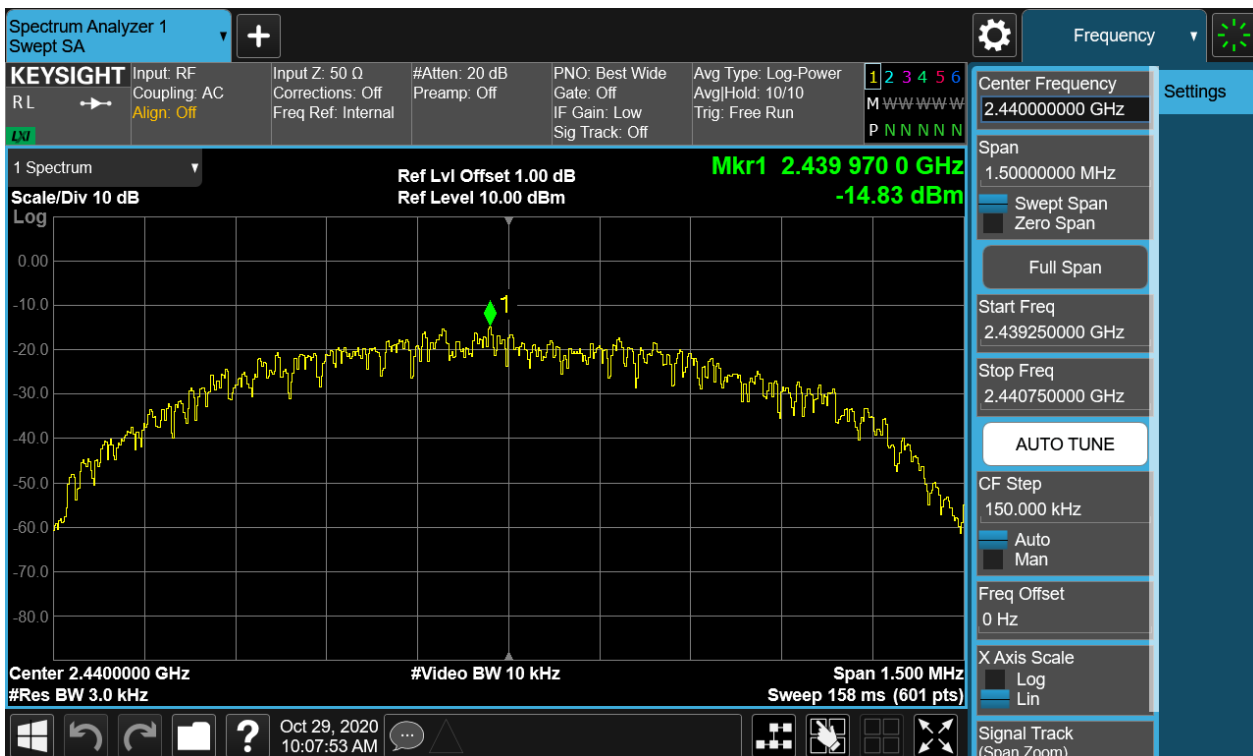 Spectrum Analyzer 1
Swept SA
Frequency
KEYSIGHT
R L
LXI
Input: RF
Coupling: AC
Align: Off
Input Z: 50 Ω
Corrections: Off
Freq Ref: Internal
#Atten: 20 dB
Preamp: Off
PNO: Best Wide
Gate: Off
IF Gain: Low
Sig Track: Off
Avg Type: Log-Power
Avg|Hold: 10/10
Trig: Free Run
1 2 3 4 5 6
M W W W W W
P N N N N N
1 Spectrum
Scale/Div 10 dB
Ref Lvl Offset 1.00 dB
Ref Level 10.00 dBm
Mkr1 2.439 970 0 GHz
-14.83 dBm
Log
0.00
-10.0
-20.0
-30.0
-40.0
-50.0
-60.0
-70.0
-80.0
1
Center 2.4400000 GHz
#Res BW 3.0 kHz
#Video BW 10 kHz
Span 1.500 MHz
Sweep 158 ms (601 pts)
Center Frequency
2.440000000 GHz
Span
1.50000000 MHz
Swept Span
Zero Span
Full Span
Start Freq
2.439250000 GHz
Stop Freq
2.440750000 GHz
AUTO TUNE
CF Step
150.000 kHz
Auto
Man
Freq Offset
0 Hz
X Axis Scale
Log
Lin
Signal Track
(Span Zoom)
Settings
?
Oct 29, 2020
10:07:53 AM